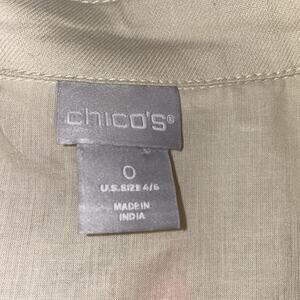 chico's®
0
U.S. SIZE 4/6
MADE IN
INDIA